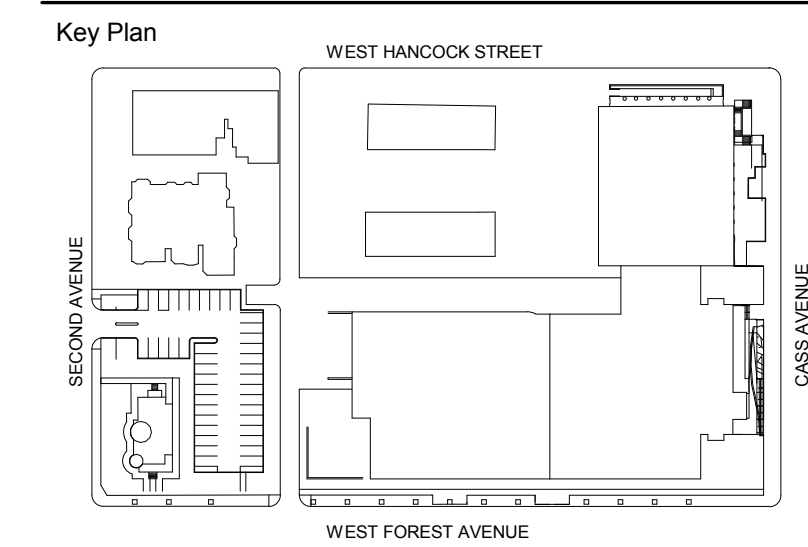 Key Plan
WEST HANCOCK STREET
SECOND AVENUE
CASS AVENUE
WEST FOREST AVENUE